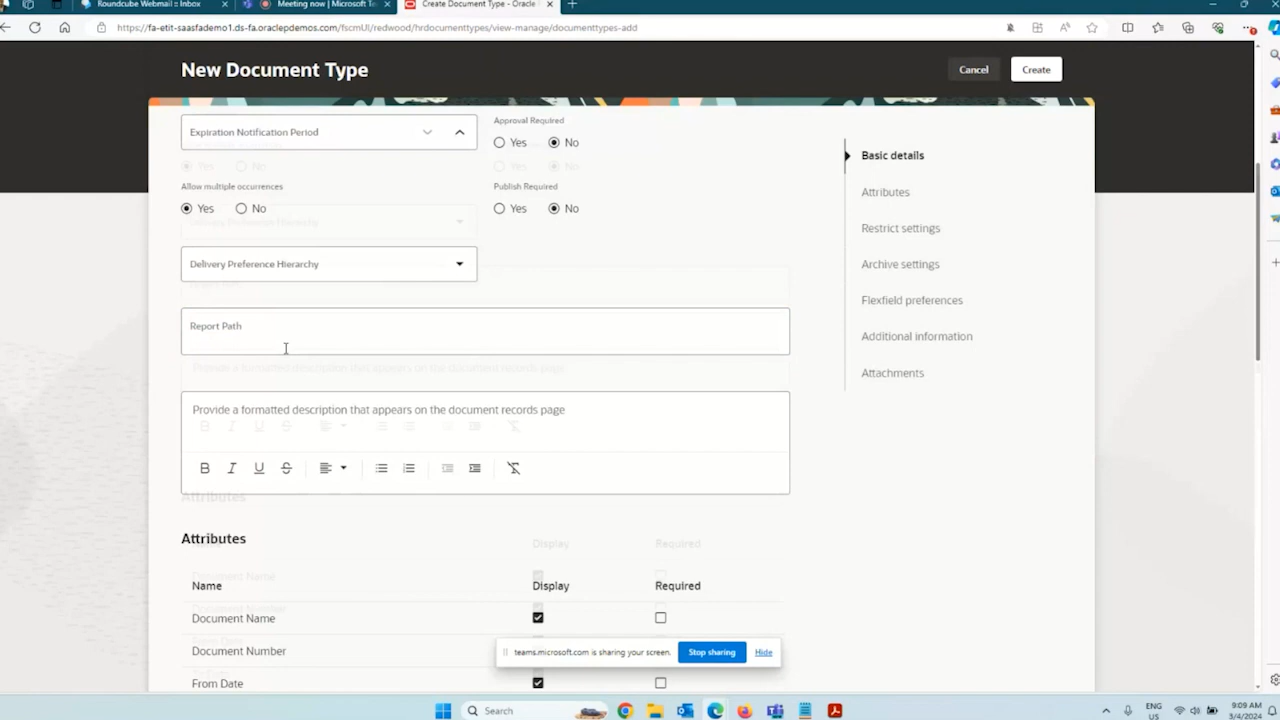 Roundcube Webmail :: Inbox
Meeting now | Microsoft Te
Create Document Type - Oracle
https://fa-etit-saasfademo1.ds-fa.oraclepdemos.com/fscmUI/redwood/hrdocumenttypes/view-manage/documenttypes-add
New Document Type
Cancel
Create
Expiration Notification Period
Approval Required
Yes
No
Allow multiple occurrences
Yes
No
Publish Required
Yes
No
Delivery Preference Hierarchy
Report Path
Provide a formatted description that appears on the document records page
B I U S
Attributes
Name Display Required
Document Name
Document Number
From Date
Basic details
Attributes
Restrict settings
Archive settings
Flexfield preferences
Additional information
Attachments
teams.microsoft.com is sharing your screen.
Stop sharing
Hide
Search
ENG
US
9:09 AM
3/4/2024